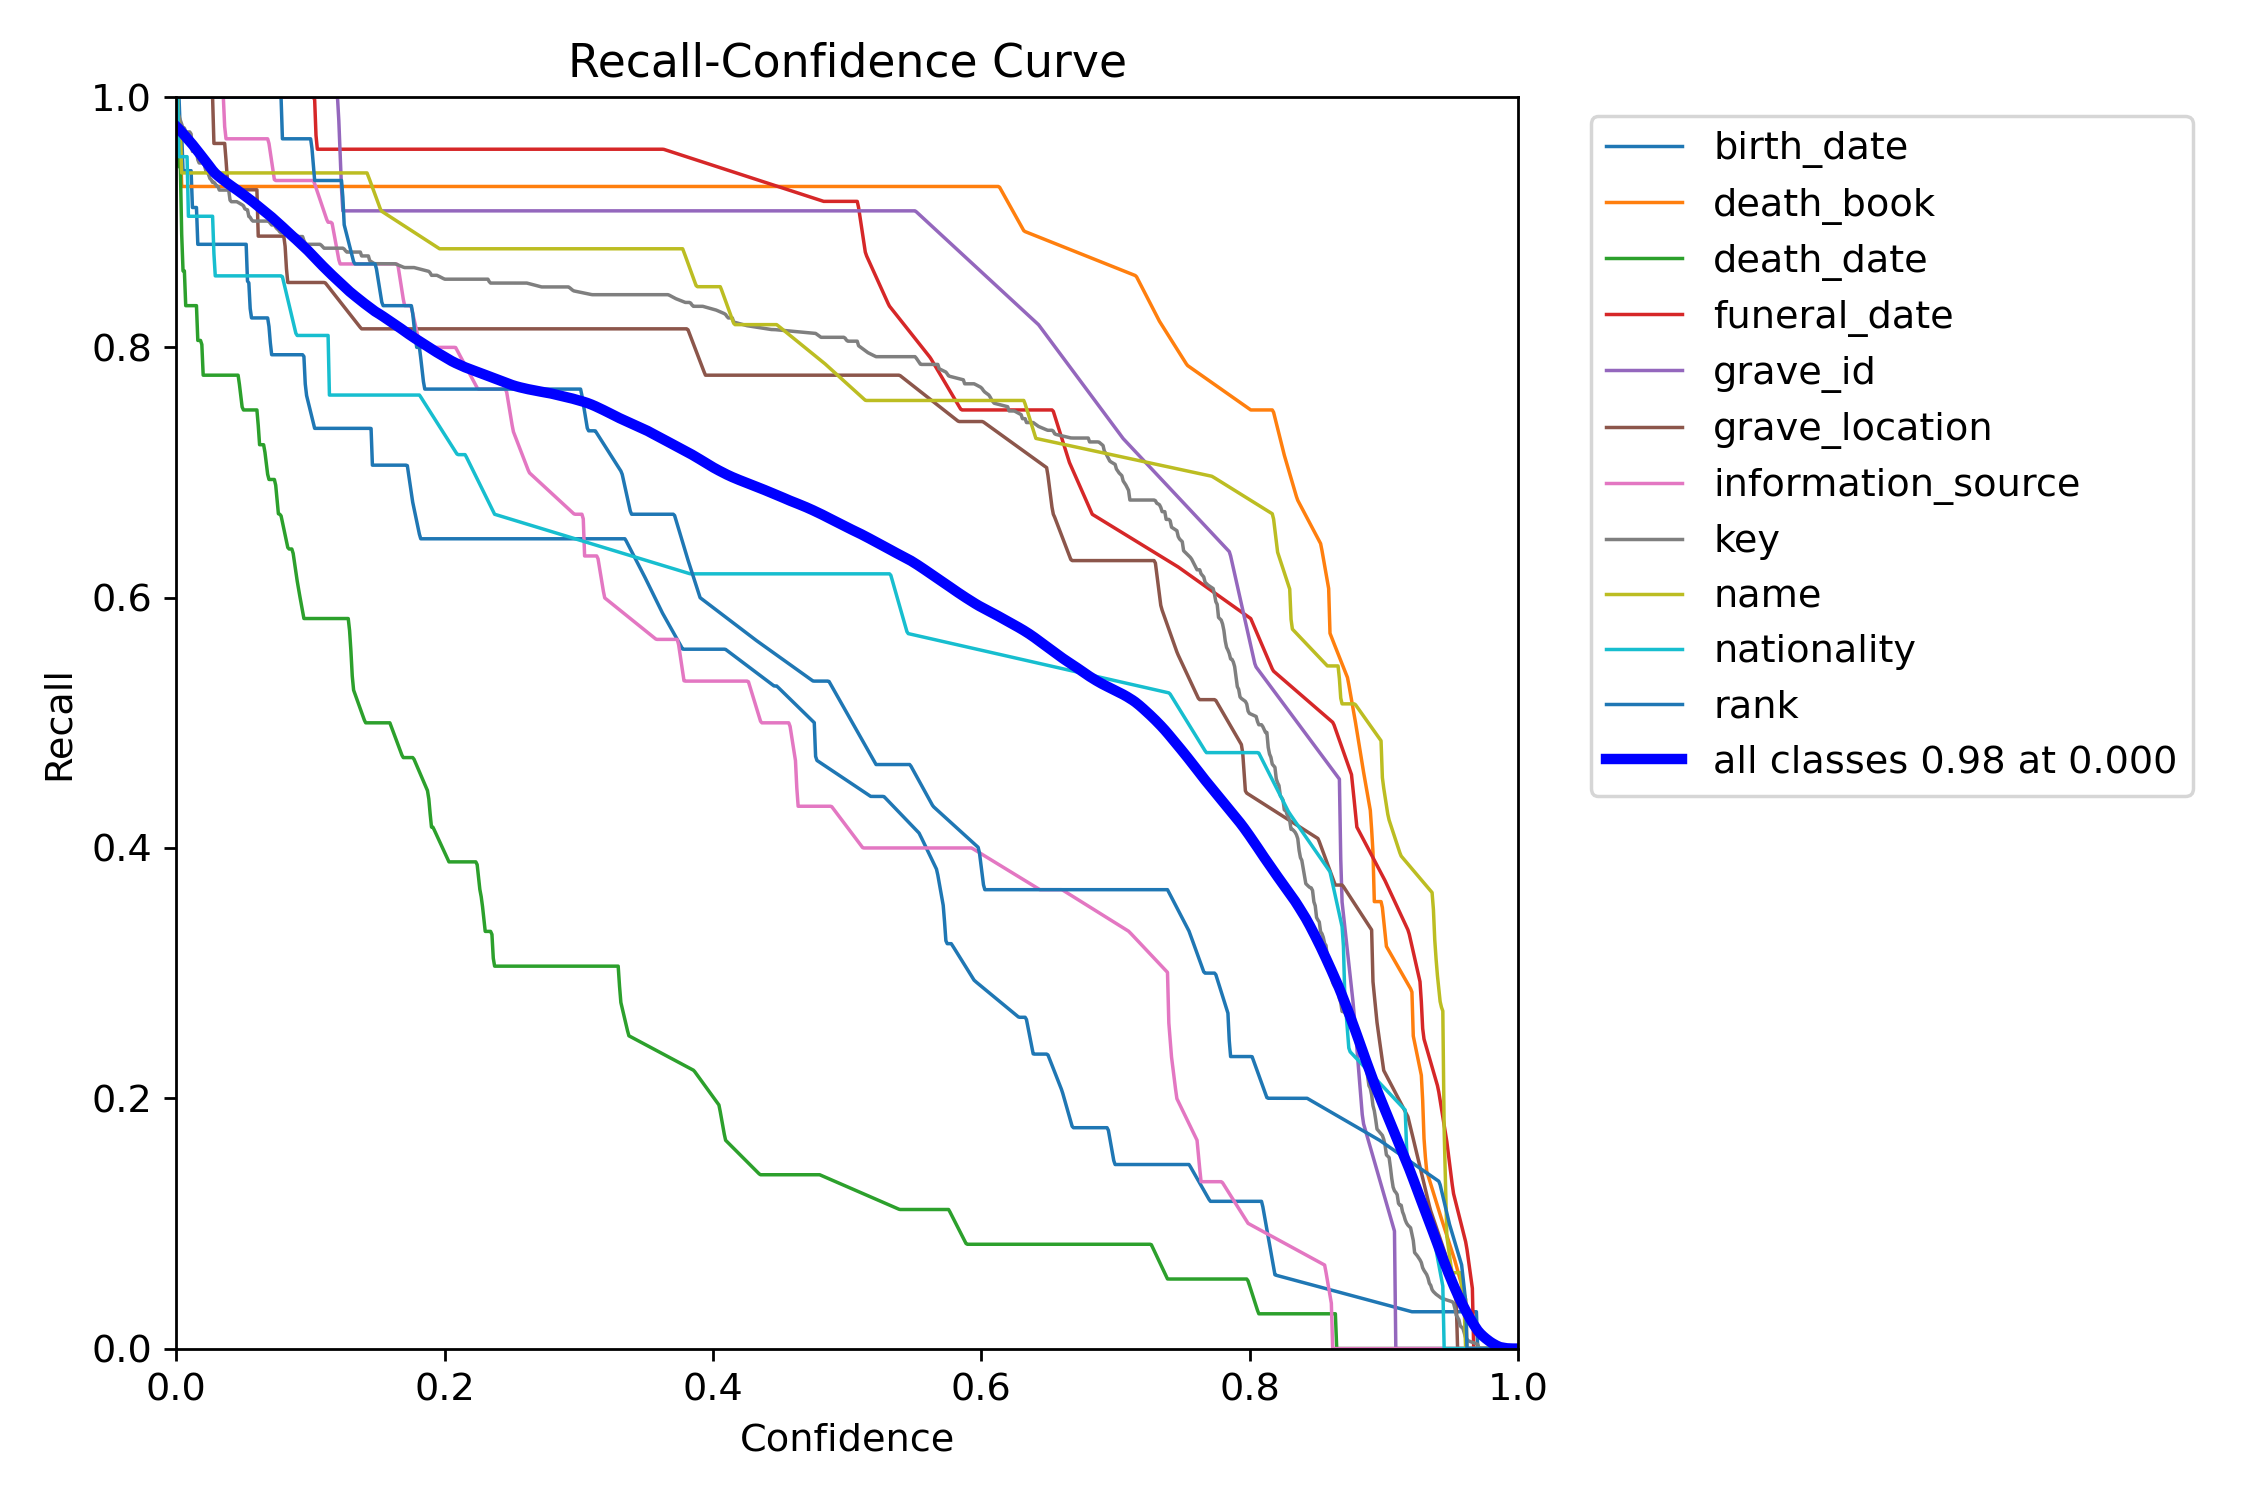 Recall-Confidence Curve
1.0
0.8
0.6
0.4
0.2
0.0
Recall
0.0 0.2 0.4 0.6 0.8 1.0
Confidence
birth_date
death_book
death_date
funeral_date
grave_id
grave_location
information_source
key
name
nationality
rank
all classes 0.98 at 0.000